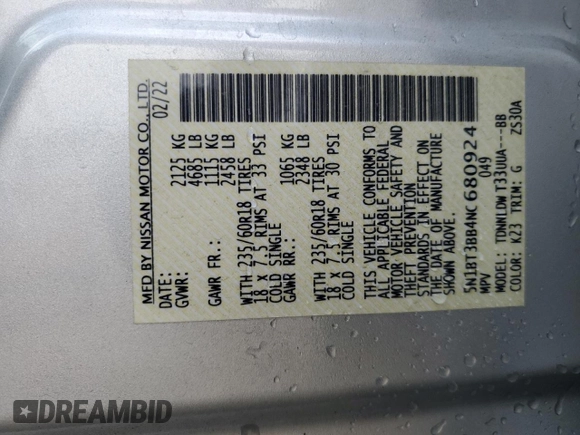 MFD BY NISSAN MOTOR CO., LTD.
DATE: 02/22
GVWR: 2125 KG
4685 LB
GAWR FR.: 1115 KG
2458 LB
WITH 235/60R18 TIRES
18 X 7.5 RIMS AT 33 PSI
COLD SINGLE
GAWR RR.: 1065 KG
2348 LB
WITH 235/60R18 TIRES
18 X 7.5 RIMS AT 30 PSI
COLD SINGLE
THIS VEHICLE CONFORMS TO
ALL APPLICABLE FEDERAL
MOTOR VEHICLE SAFETY AND
THEFT PREVENTION
STANDARDS IN EFFECT ON
THE DATE OF MANUFACTURE
SHOWN ABOVE.
5N1BT3BB4NC680924
MPV 049
MODEL: TDNNLDW T33UUA---BB
COLOR: K23 TRIM: G ZS30A
DREAMBID